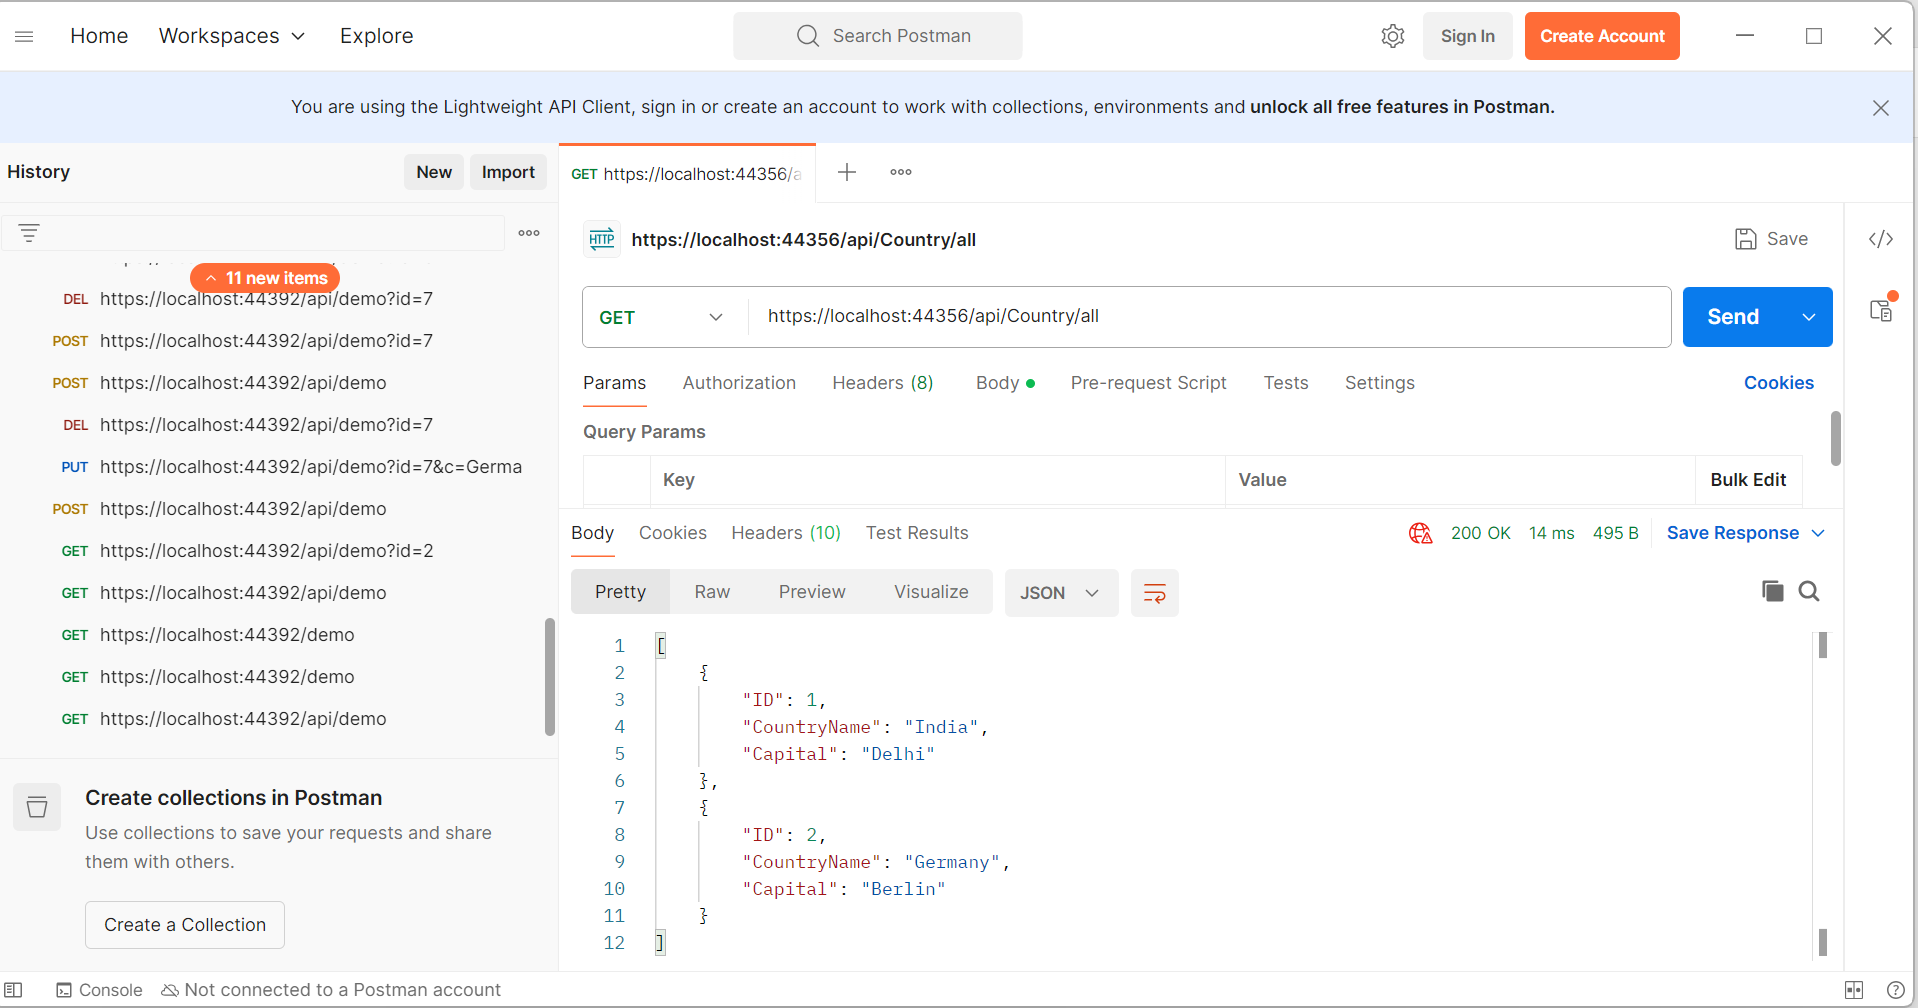 Home Workspaces Explore Search Postman Sign In Create Account
You are using the Lightweight API Client, sign in or create an account to work with collections, environments and unlock all free features in Postman.
History New Import
GET https://localhost:44356/a
HTTP https://localhost:44356/api/Country/all Save </>
11 new items
DEL https://localhost:44392/api/demo?id=7
POST https://localhost:44392/api/demo?id=7
POST https://localhost:44392/api/demo
DEL https://localhost:44392/api/demo?id=7
PUT https://localhost:44392/api/demo?id=7&c=Germa
POST https://localhost:44392/api/demo
GET https://localhost:44392/api/demo?id=2
GET https://localhost:44392/api/demo
GET https://localhost:44392/demo
GET https://localhost:44392/demo
GET https://localhost:44392/api/demo
Create collections in Postman
Use collections to save your requests and share
them with others.
Create a Collection
GET https://localhost:44356/api/Country/all Send
Params Authorization Headers (8) Body Pre-request Script Tests Settings Cookies
Query Params
Key Value Bulk Edit
Body Cookies Headers (10) Test Results 200 OK 14 ms 495 B Save Response
Pretty Raw Preview Visualize JSON
1 [
2 {
3 "ID": 1,
4 "CountryName": "India",
5 "Capital": "Delhi"
6 },
7 {
8 "ID": 2,
9 "CountryName": "Germany",
10 "Capital": "Berlin"
11 }
12 ]
Console Not connected to a Postman account